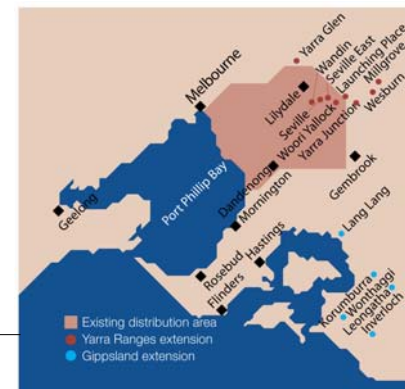 Yarra Glen
Wandin
Seville East
Launching Place
Millgrove
Melbourne
Lilydale
Seville
Woori Yallock
Yarra Junction
Wesburn
Port Phillip Bay
Dandenong
Gembrook
Geelong
Mornington
Lang Lang
Hastings
Rosebud
Flinders
Korumburra
Wonthaggi
Leongatha
Inverloch
Existing distribution area
Yarra Ranges extension
Gippsland extension